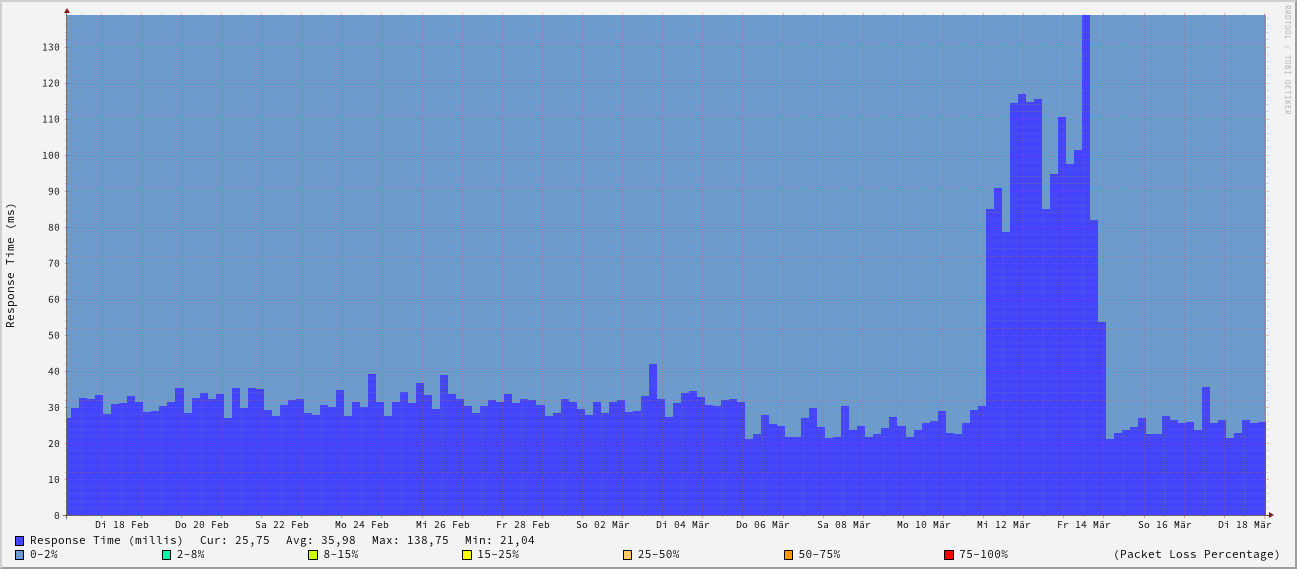 RRDTOOL / TOBI OETIKER
Response Time (ms)
130
120
110
100
90
80
70
60
50
40
30
20
10
0
Di 18 Feb Do 20 Feb Sa 22 Feb Mo 24 Feb Mi 26 Feb Fr 28 Feb So 02 Mär Di 04 Mär Do 06 Mär Sa 08 Mär Mo 10 Mär Mi 12 Mär Fr 14 Mär So 16 Mär Di 18 Mär
Response Time (millis) Cur: 25,75 Avg: 35,98 Max: 138,75 Min: 21,04
0-2% 2-8% 8-15% 15-25% 25-50% 50-75% 75-100% (Packet Loss Percentage)